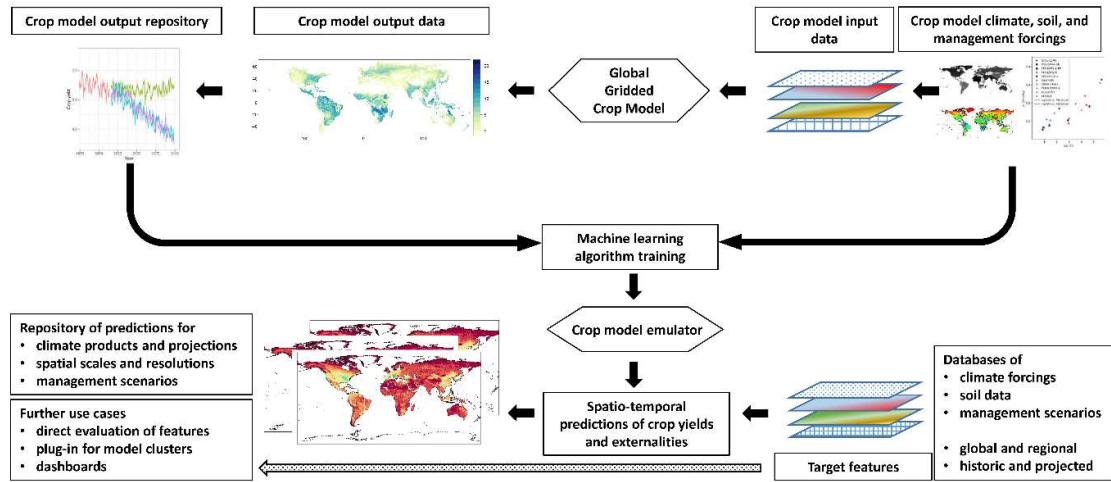 Crop model output repository
Crop model output data
Crop model input
data
Crop model climate, soil, and
management forcings
Global
Gridded
Crop Model
Crop yield
Year
Machine learning
algorithm training
Crop model emulator
Spatio-temporal
predictions of crop yields
and externalities
Repository of predictions for
• climate products and projections
• spatial scales and resolutions
• management scenarios
Further use cases
• direct evaluation of features
• plug-in for model clusters
• dashboards
Target features
Databases of
• climate forcings
• soil data
• management scenarios
• global and regional
• historic and projected